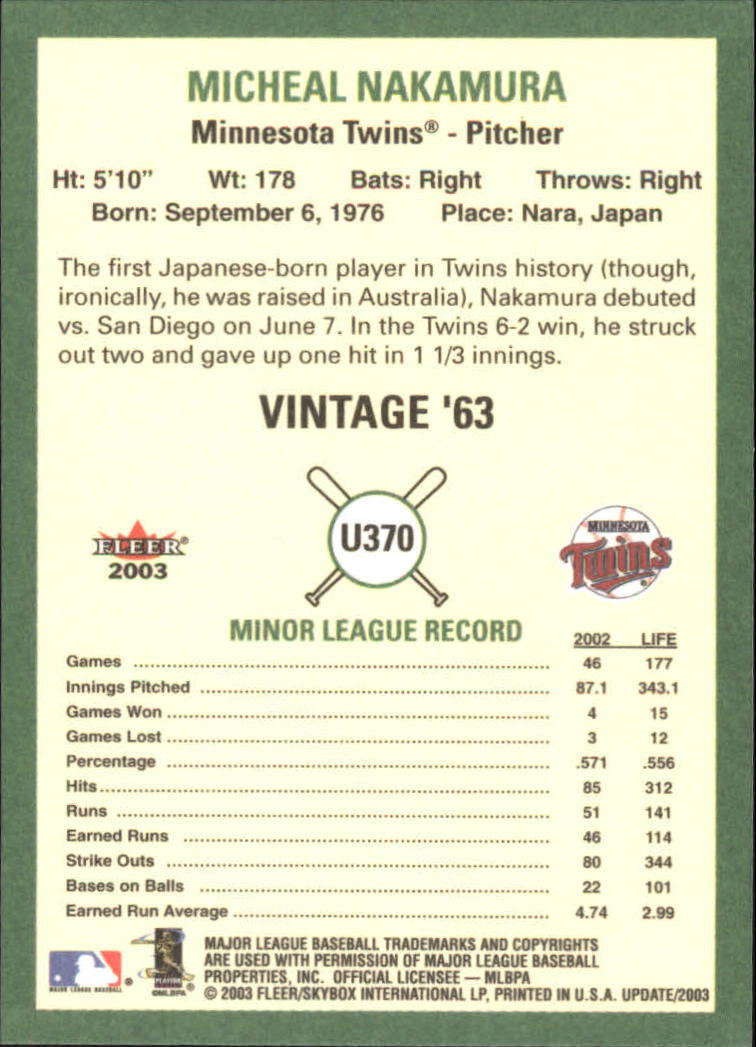 MICHEAL NAKAMURA
Minnesota Twins® - Pitcher
Ht: 5'10" Wt: 178 Bats: Right Throws: Right
Born: September 6, 1976 Place: Nara, Japan
The first Japanese-born player in Twins history (though,
ironically, he was raised in Australia), Nakamura debuted
vs. San Diego on June 7. In the Twins 6-2 win, he struck
out two and gave up one hit in 1 1/3 innings.
VINTAGE '63
FLEER®
2003
U370
MINNESOTA
Twins
MINOR LEAGUE RECORD
2002 LIFE
Games 46 177
Innings Pitched 87.1 343.1
Games Won 4 15
Games Lost 3 12
Percentage .571 .556
Hits 85 312
Runs 51 141
Earned Runs 46 114
Strike Outs 80 344
Bases on Balls 22 101
Earned Run Average 4.74 2.99
MAJOR LEAGUE BASEBALL
PLAYERS
©MLBPA
MAJOR LEAGUE BASEBALL TRADEMARKS AND COPYRIGHTS
ARE USED WITH PERMISSION OF MAJOR LEAGUE BASEBALL
PROPERTIES, INC. OFFICIAL LICENSEE — MLBPA
© 2003 FLEER/SKYBOX INTERNATIONAL LP, PRINTED IN U.S.A. UPDATE/2003